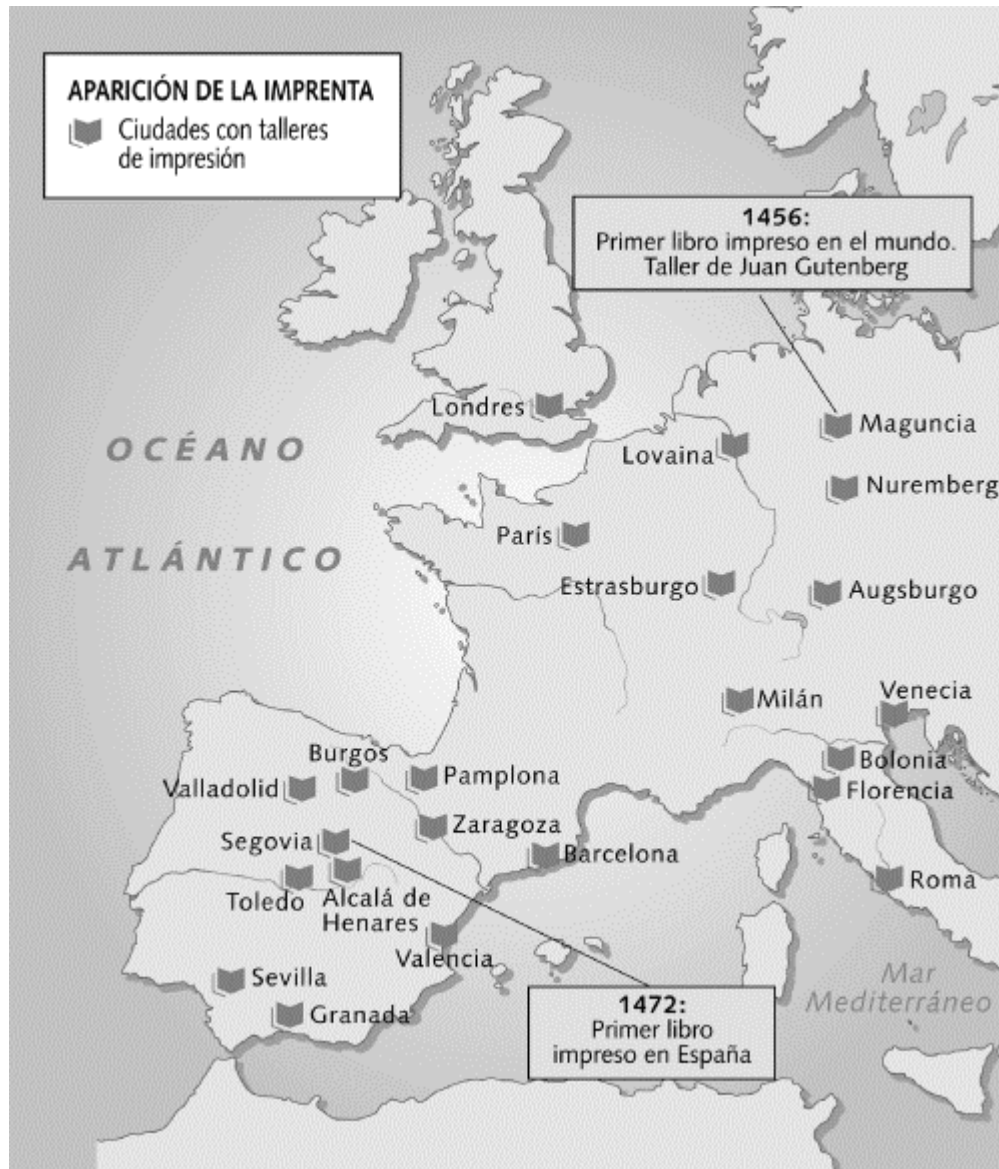 APARICIÓN DE LA IMPRENTA
Ciudades con talleres
de impresión
1456:
Primer libro impreso en el mundo.
Taller de Juan Gutenberg
Londres
Maguncia
OCÉANO
Lovaina
Nuremberg
París
ATLÁNTICO
Estrasburgo
Augsburgo
Milán
Venecia
Burgos
Bolonia
Valladolid
Pamplona
Florencia
Zaragoza
Segovia
Barcelona
Toledo
Alcalá de
Henares
Roma
Valencia
Sevilla
Mar
Mediterráneo
Granada
1472:
Primer libro
impreso en España